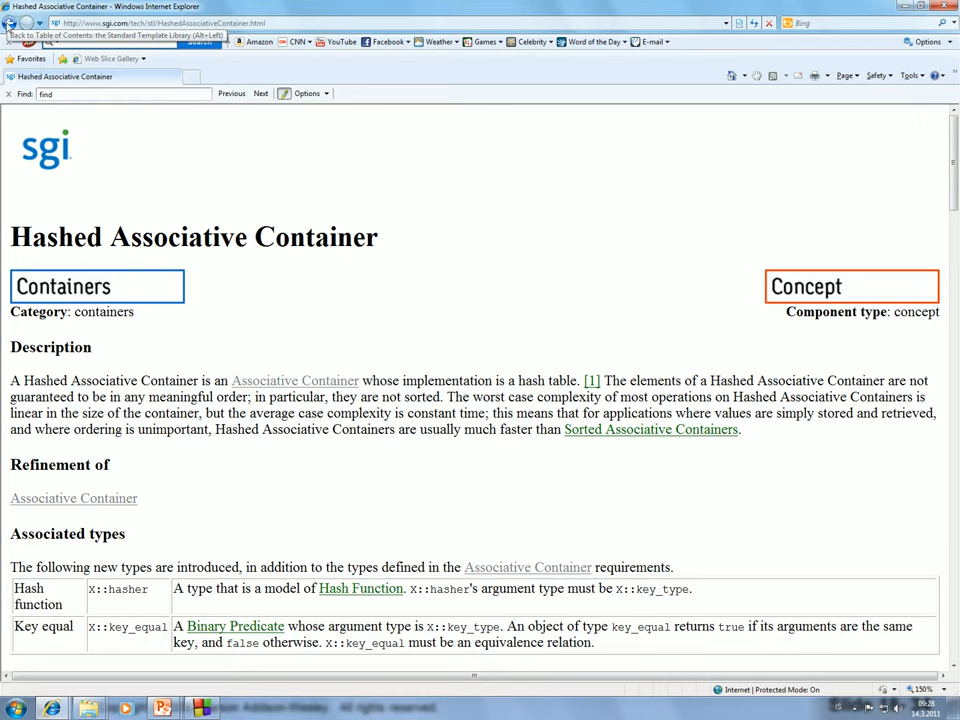 Hashed Associative Container - Windows Internet Explorer
http://www.sgi.com/tech/stl/HashedAssociativeContainer.html
Bing
Back to Table of Contents: the Standard Template Library (Alt+Left)
Search
Amazon
CNN
YouTube
Facebook
Weather
Games
Celebrity
Word of the Day
E-mail
Options
Favorites
Web Slice Gallery
sgi Hashed Associative Container
Page
Safety
Tools
Find: find
Previous
Next
Options
sgi
Hashed Associative Container
Containers
Concept
Category: containers
Component type: concept
Description
A Hashed Associative Container is an Associative Container whose implementation is a hash table. [1] The elements of a Hashed Associative Container are not
guaranteed to be in any meaningful order; in particular, they are not sorted. The worst case complexity of most operations on Hashed Associative Containers is
linear in the size of the container, but the average case complexity is constant time; this means that for applications where values are simply stored and retrieved,
and where ordering is unimportant, Hashed Associative Containers are usually much faster than Sorted Associative Containers.
Refinement of
Associative Container
Associated types
The following new types are introduced, in addition to the types defined in the Associative Container requirements.
Hash function X::hasher A type that is a model of Hash Function. X::hasher's argument type must be X::key_type.
Key equal X::key_equal A Binary Predicate whose argument type is X::key_type. An object of type key_equal returns true if its arguments are the same
key, and false otherwise. X::key_equal must be an equivalence relation.
Internet | Protected Mode: On
150%
Addison-Wesley. All rights reserved.
IS
09:28
14.3.2011